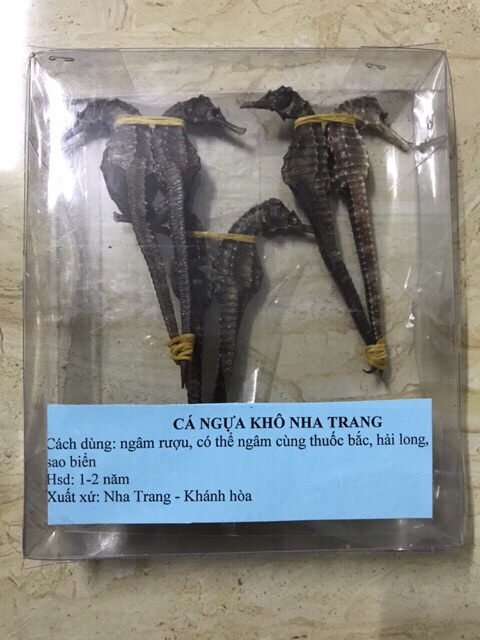 CÁ NGỰA KHÔ NHA TRANG
Cách dùng: ngâm rượu, có thể ngâm cùng thuốc bắc, hải long,
sao biển
Hsd: 1-2 năm
Xuất xứ: Nha Trang - Khánh hòa